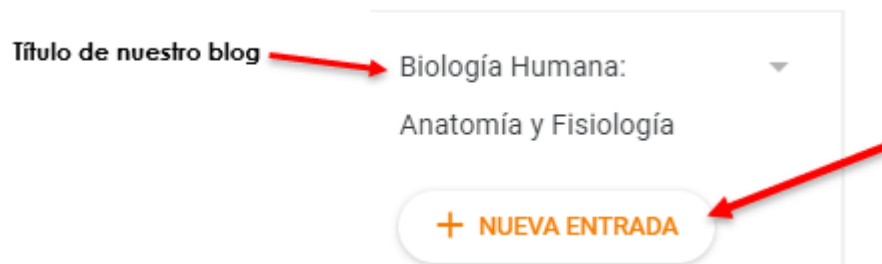 Título de nuestro blog
Biología Humana:
Anatomía y Fisiología
+ NUEVA ENTRADA